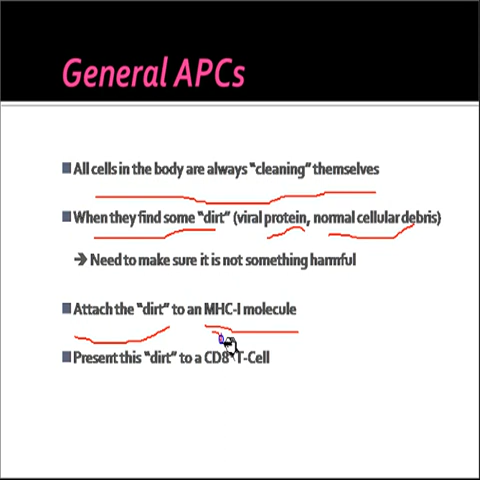 General APCs
All cells in the body are always "cleaning" themselves
When they find some "dirt" (viral protein, normal cellular debris)
→ Need to make sure it is not something harmful
Attach the "dirt" to an MHC-I molecule
Present this "dirt" to a CD8 T-Cell